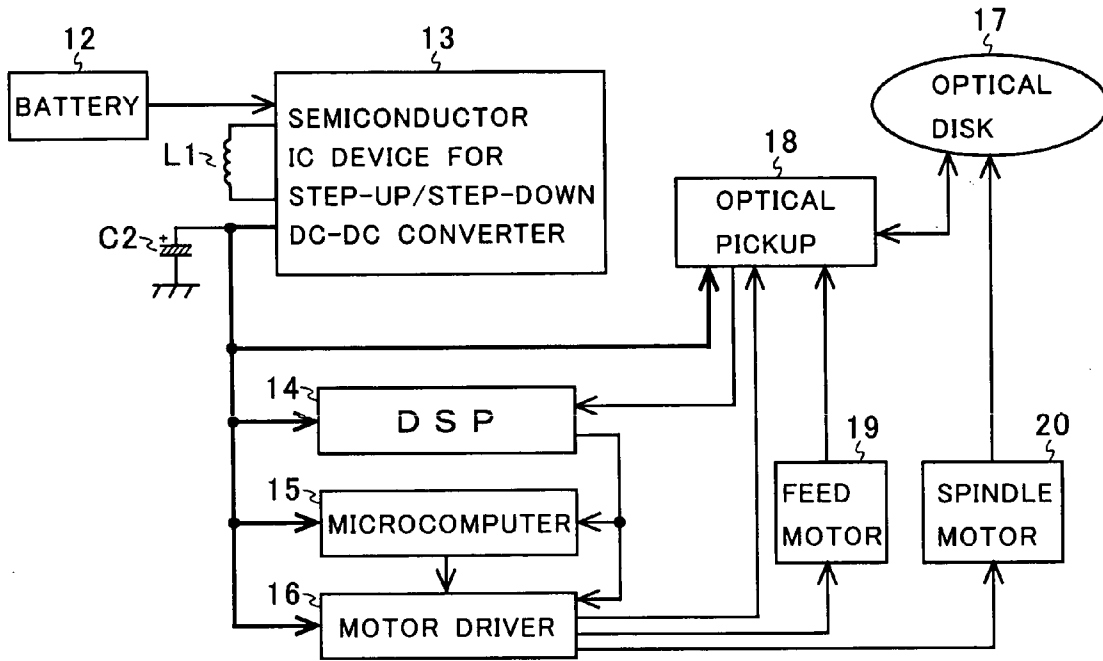 12
BATTERY
13
SEMICONDUCTOR
IC DEVICE FOR
STEP-UP/STEP-DOWN
DC-DC CONVERTER
L1
C2
+
17
OPTICAL
DISK
18
OPTICAL
PICKUP
14
DSP
15
MICROCOMPUTER
16
MOTOR DRIVER
19
FEED
MOTOR
20
SPINDLE
MOTOR